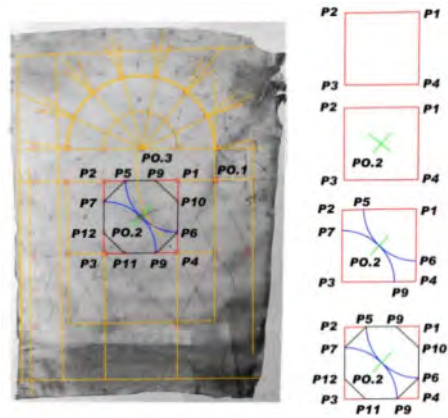 PO.3
PO.1
P2 P5 P9 P1
P7 P10
P12 PO.2 P6
P3 P11 P9 P4
P2 P1
P3 P4
P2 P1
PO.2
P3 P4
P5
P2 P1
P7
PO.2 P6
P3 P4
P9
P2 P5 P9 P1
P7 P10
P12 PO.2 P6
P3 P4
P11 P9